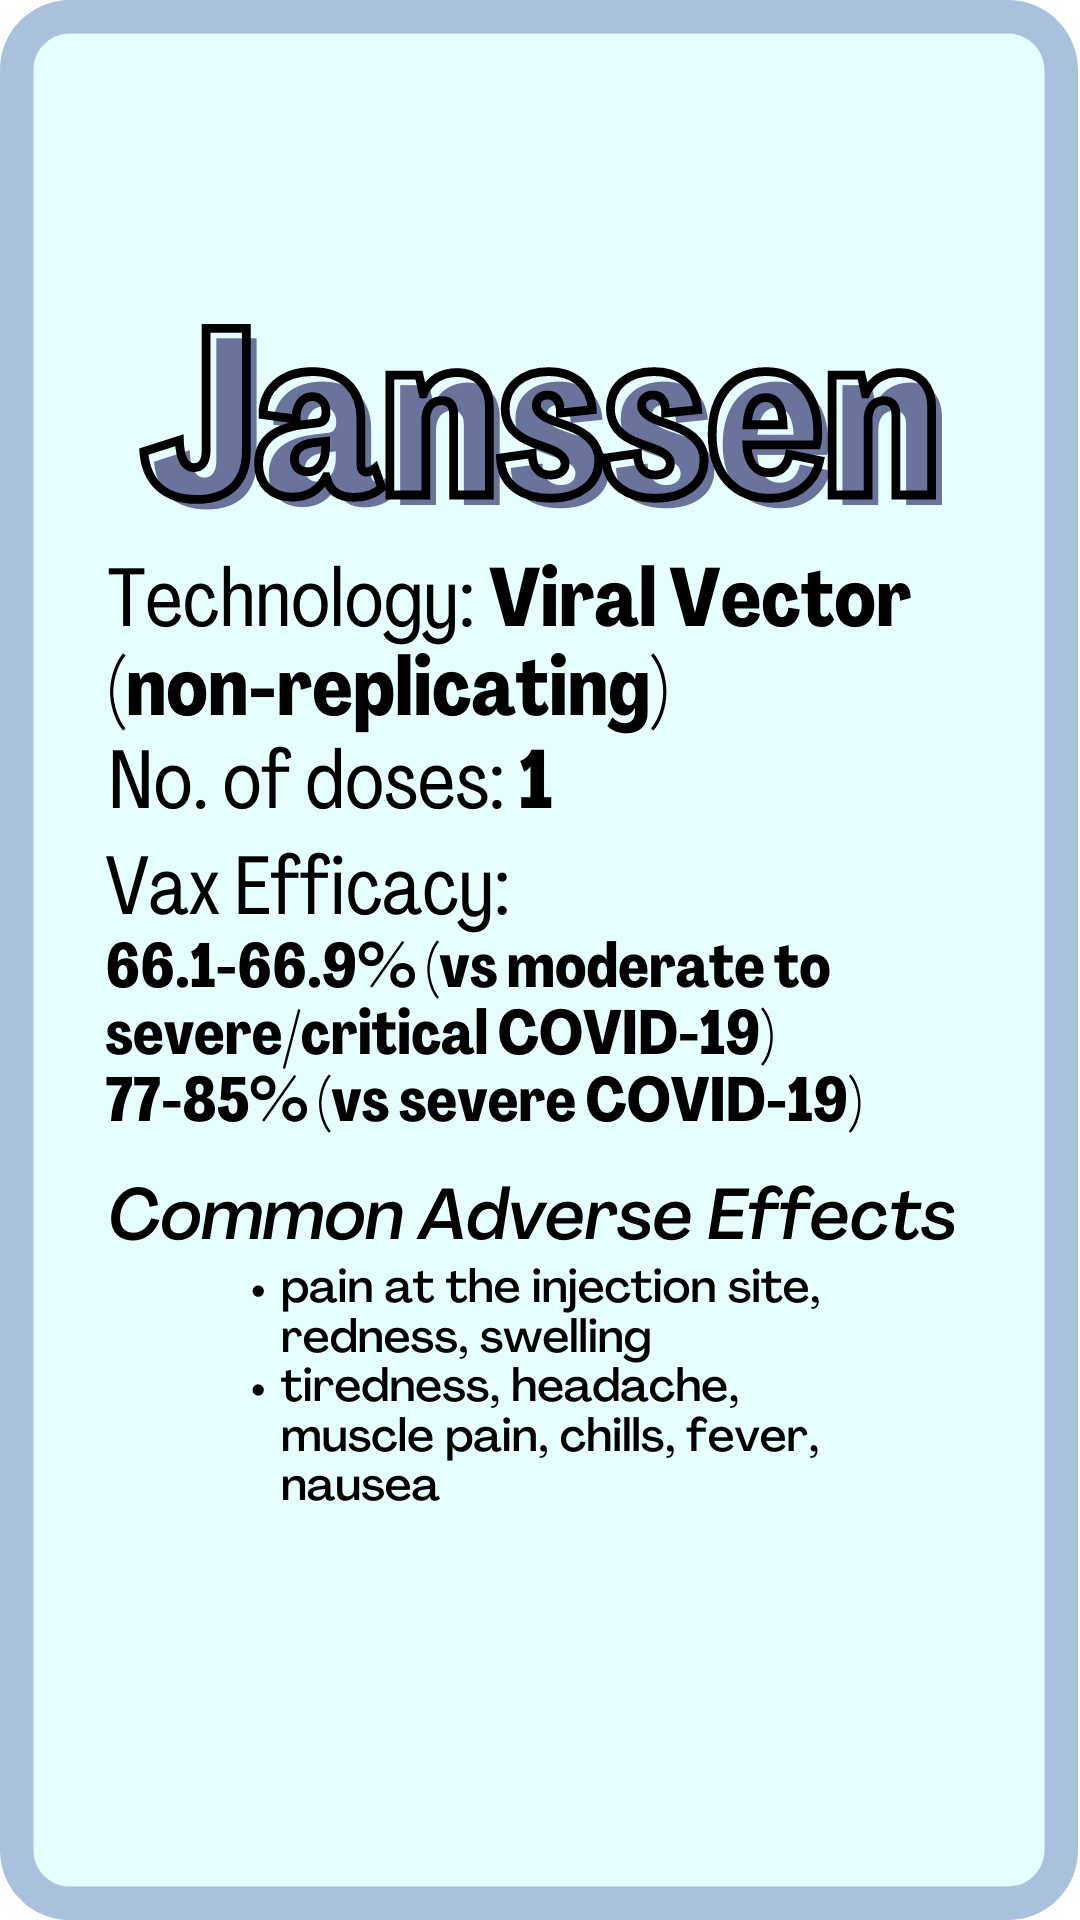 Janssen
Technology: Viral Vector
(non-replicating)
No. of doses: 1
Vax Efficacy:
66.1-66.9% (vs moderate to
severe/critical COVID-19)
77-85% (vs severe COVID-19)
Common Adverse Effects
• pain at the injection site,
redness, swelling
• tiredness, headache,
muscle pain, chills, fever,
nausea